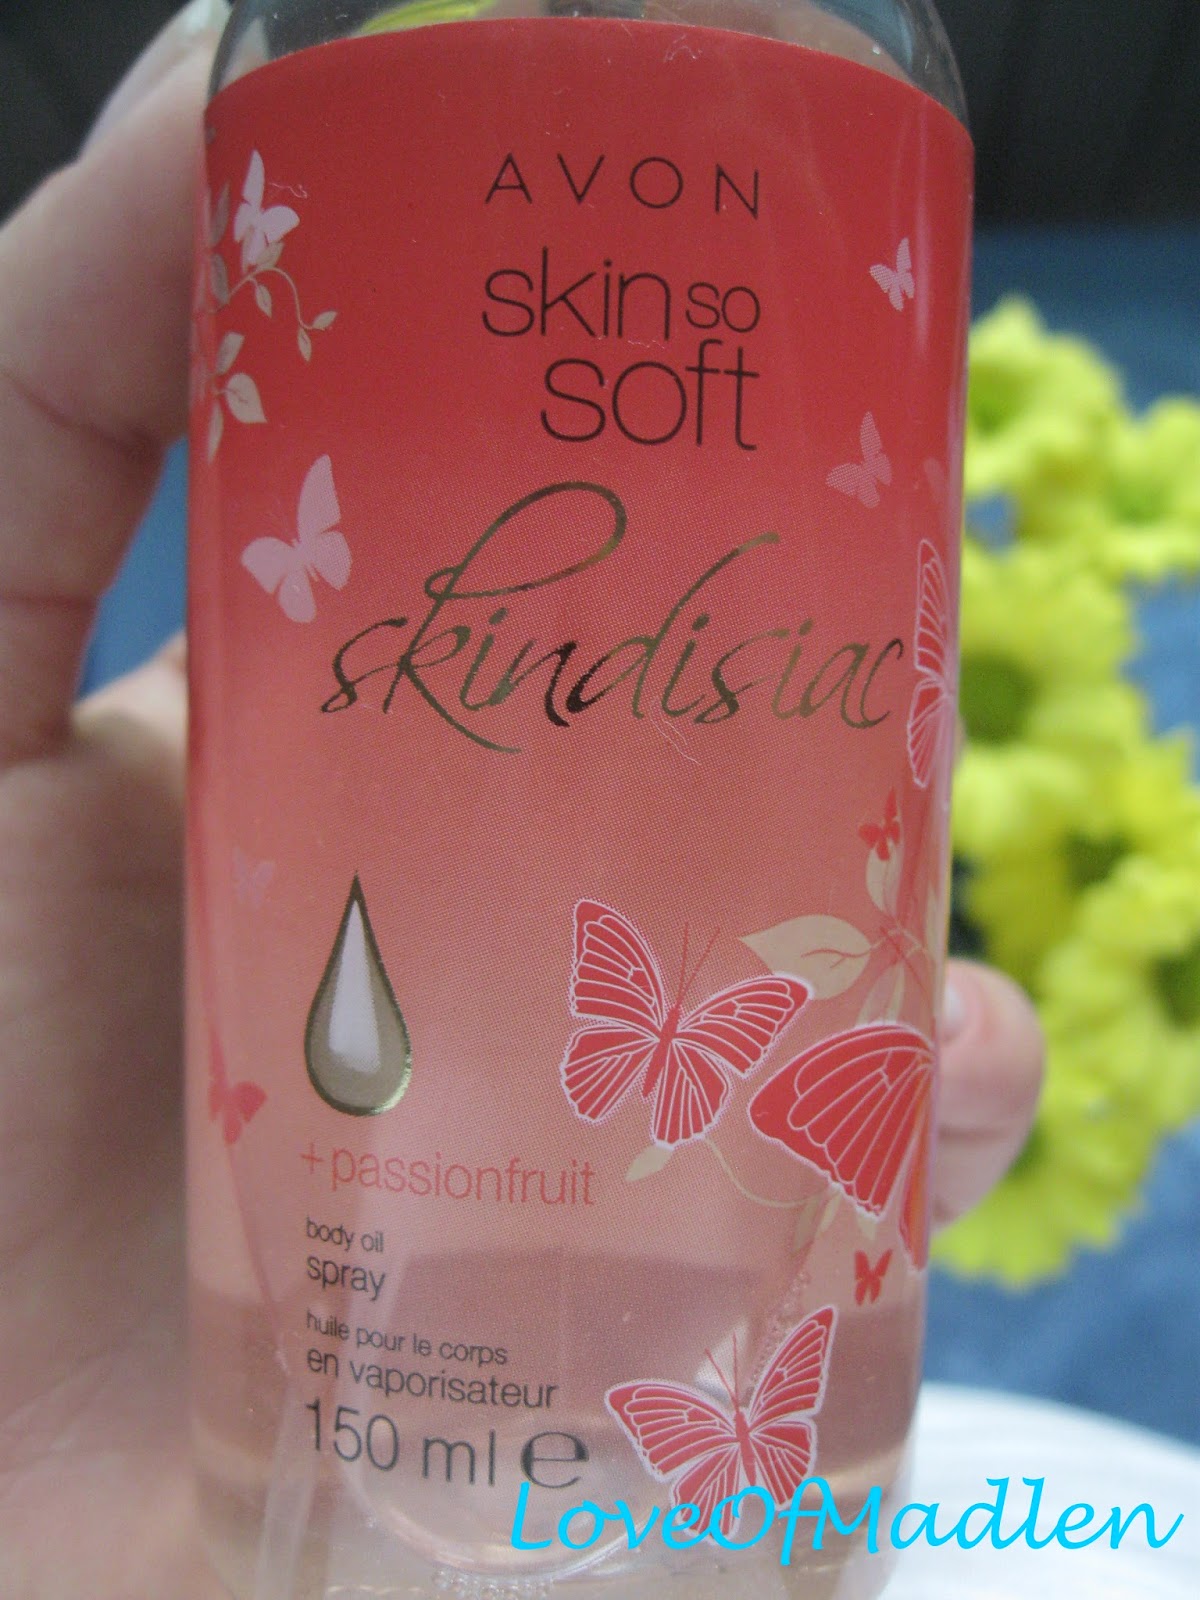 AVON
skin so
soft
skindisiac
+passionfruit
body oil
spray
huile pour le corps
en vaporisateur
150 ml e
LoveOfMadlen